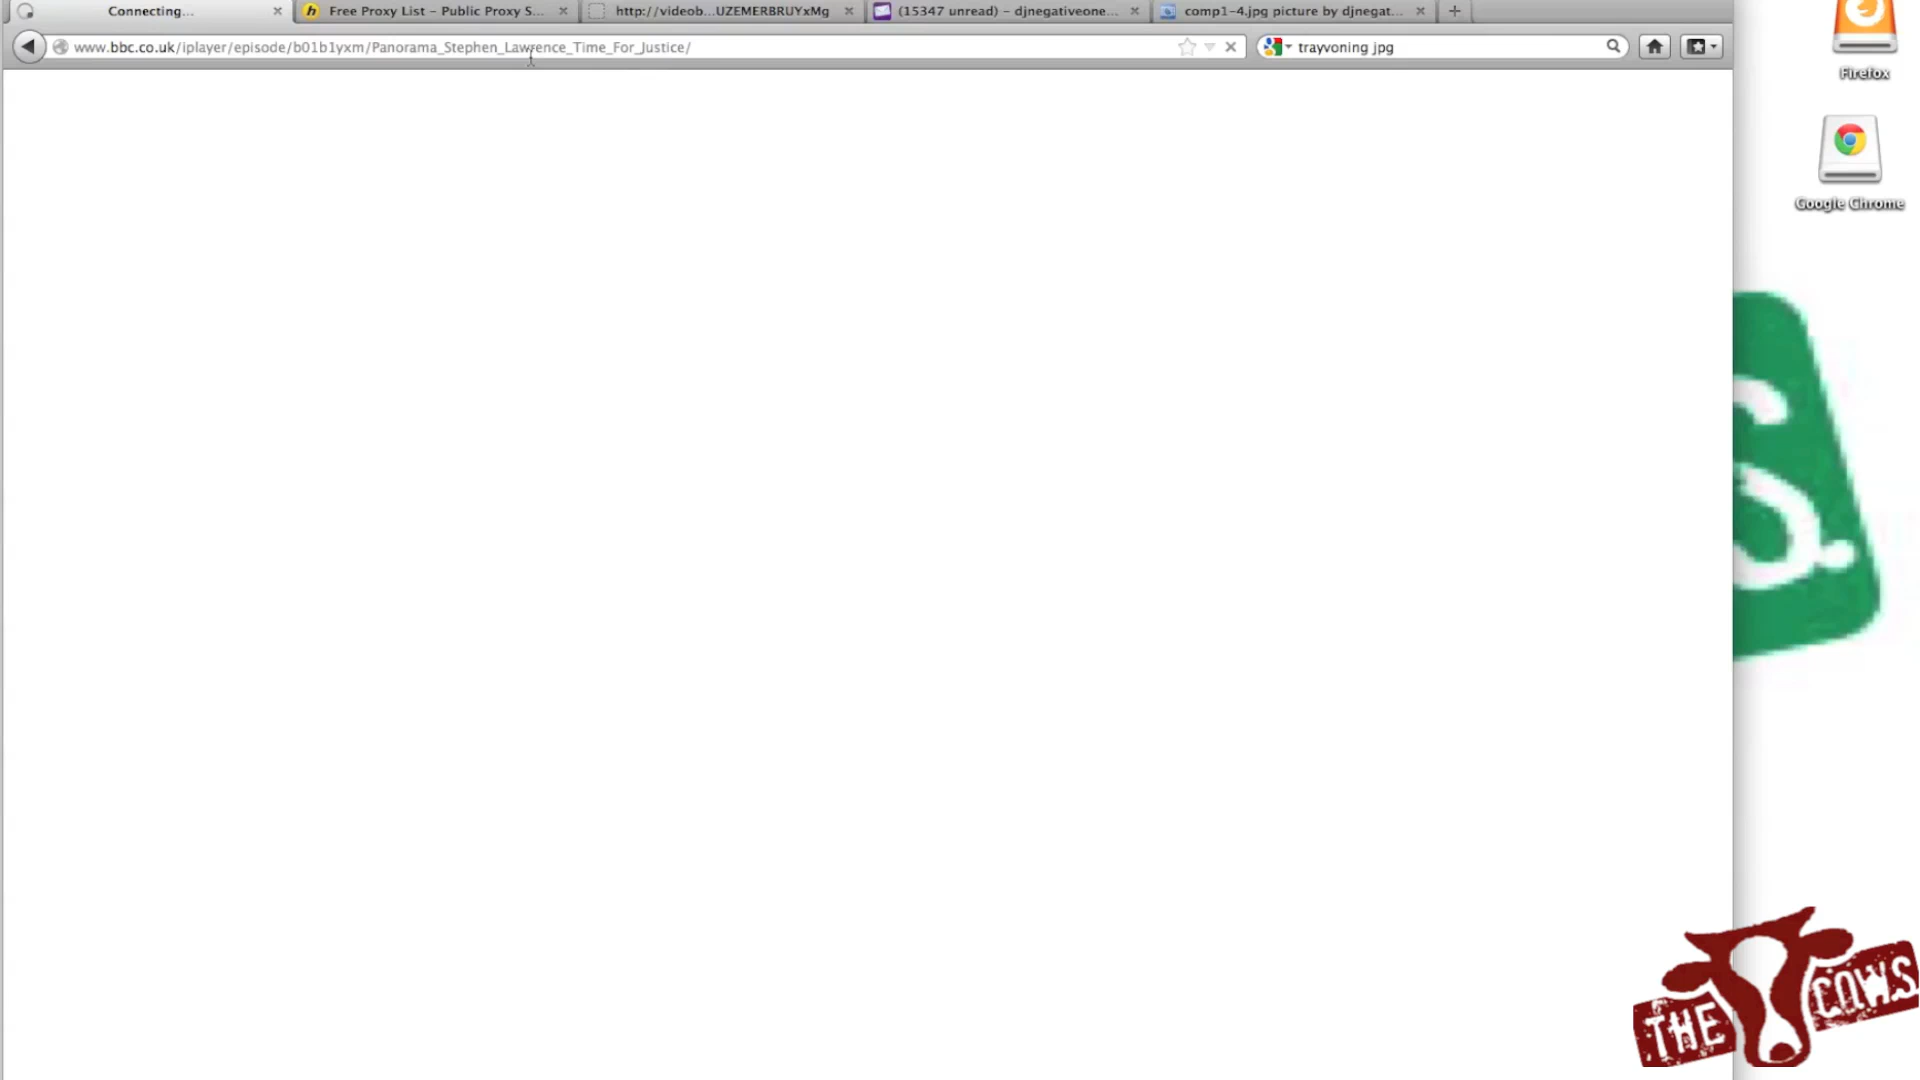 Connecting...
Free Proxy List - Public Proxy S...
http://videob...UZEMERBRUYxMg
(15347 unread) - djnegativeone...
comp1-4.jpg picture by djnegat...
www.bbc.co.uk/iplayer/episode/b01b1yxm/Panorama_Stephen_Lawrence_Time_For_Justice/
trayvoning jpg
Firefox
Google Chrome
THE COWS